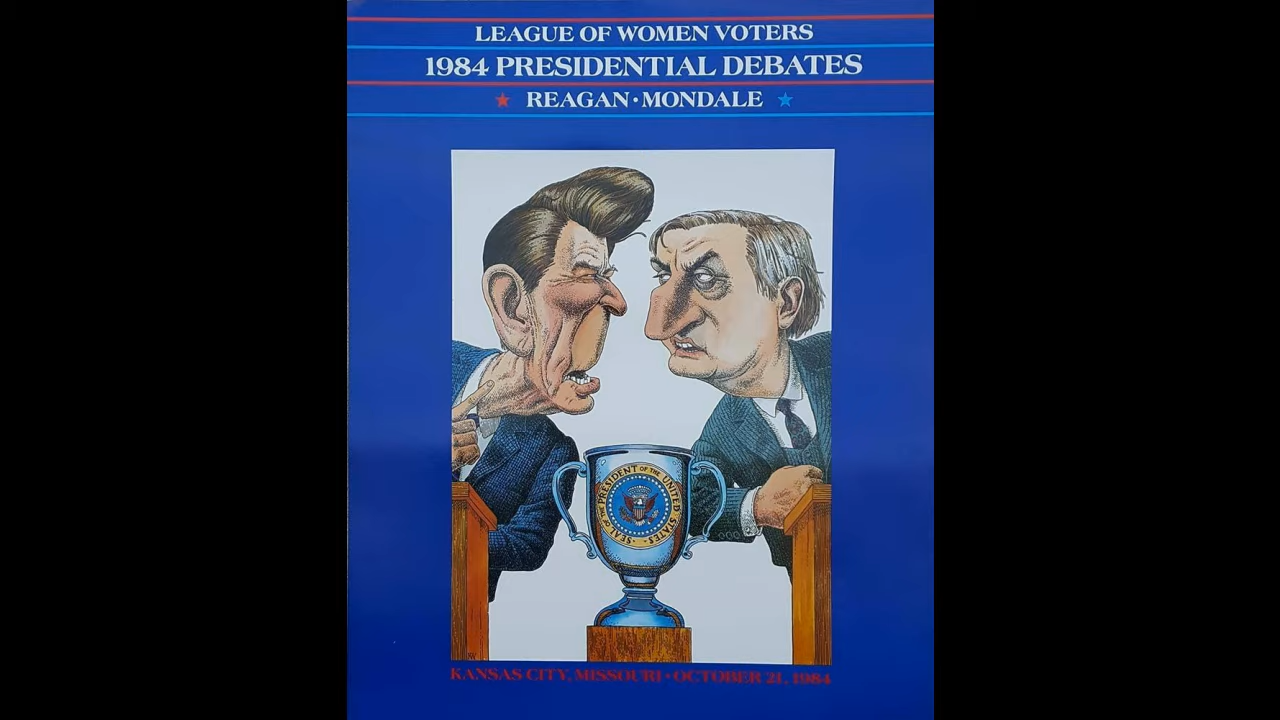 LEAGUE OF WOMEN VOTERS
1984 PRESIDENTIAL DEBATES
REAGAN • MONDALE
SEAL OF THE PRESIDENT OF THE UNITED STATES
KANSAS CITY, MISSOURI • OCTOBER 21, 1984